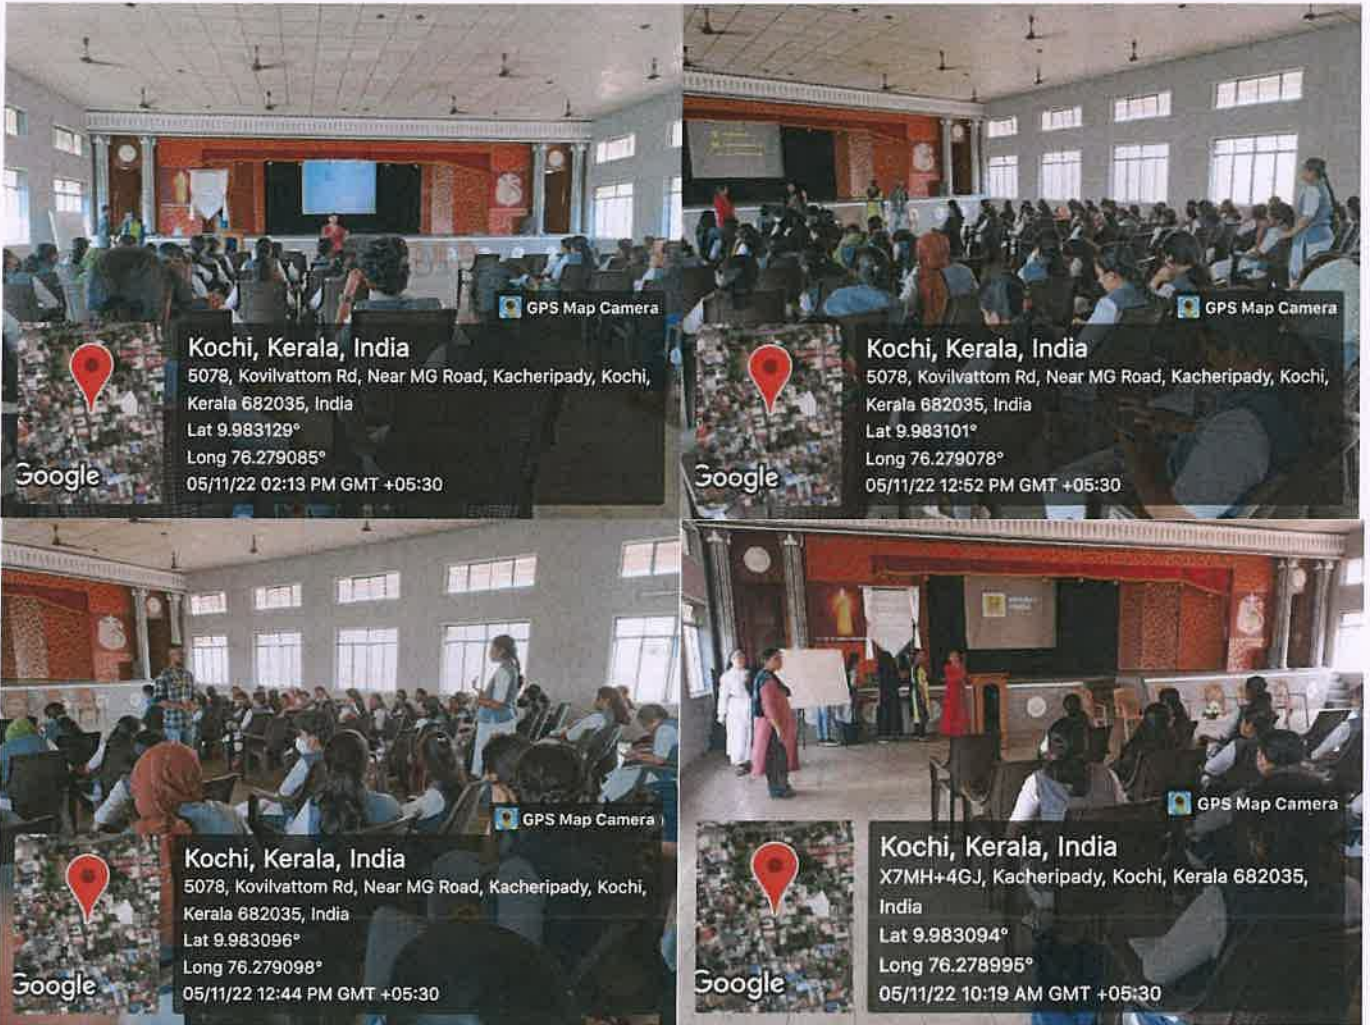 GPS Map Camera
Kochi, Kerala, India
5078, Kovilvattom Rd, Near MG Road, Kacheripady, Kochi,
Kerala 682035, India
Lat 9.983129°
Long 76.279085°
05/11/22 02:13 PM GMT +05:30
Google
GPS Map Camera
Kochi, Kerala, India
5078, Kovilvattom Rd, Near MG Road, Kacheripady, Kochi,
Kerala 682035, India
Lat 9.983101°
Long 76.279078°
05/11/22 12:52 PM GMT +05:30
Google
GPS Map Camera
Kochi, Kerala, India
5078, Kovilvattom Rd, Near MG Road, Kacheripady, Kochi,
Kerala 682035, India
Lat 9.983096°
Long 76.279098°
05/11/22 12:44 PM GMT +05:30
Google
GPS Map Camera
Kochi, Kerala, India
X7MH+4GJ, Kacheripady, Kochi, Kerala 682035,
India
Lat 9.983094°
Long 76.278995°
05/11/22 10:19 AM GMT +05:30
Google